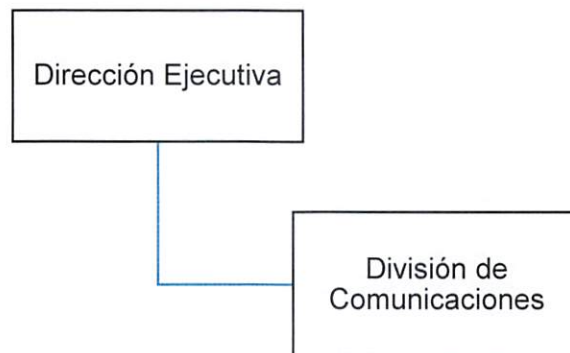 Dirección Ejecutiva
División de
Comunicaciones